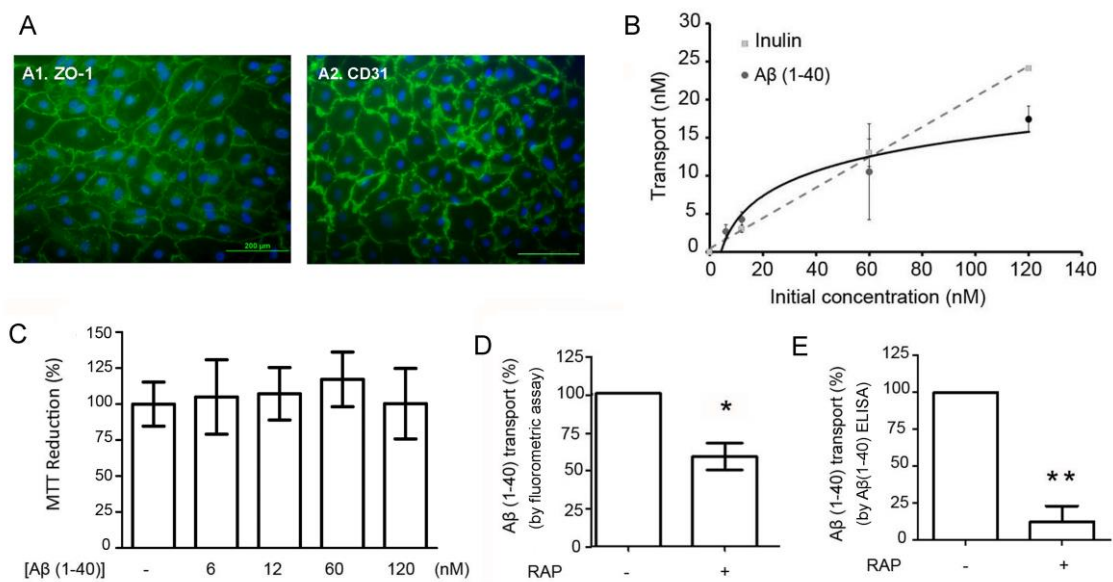 A
A1. ZO-1
200 µm
A2. CD31
B
Transport (nM)
30
25
20
15
10
5
0
Inulin
Aβ (1-40)
0 20 40 60 80 100 120 140
Initial concentration (nM)
C
MTT Reduction (%)
150
125
100
75
50
25
0
[Aβ (1-40)] - 6 12 60 120 (nM)
D
Aβ (1-40) transport (%)
(by fluorometric assay)
125
100
75
50
25
0
*
RAP - +
E
Aβ (1-40) transport (%)
(by Aβ(1-40) ELISA)
125
100
75
50
25
0
**
RAP - +